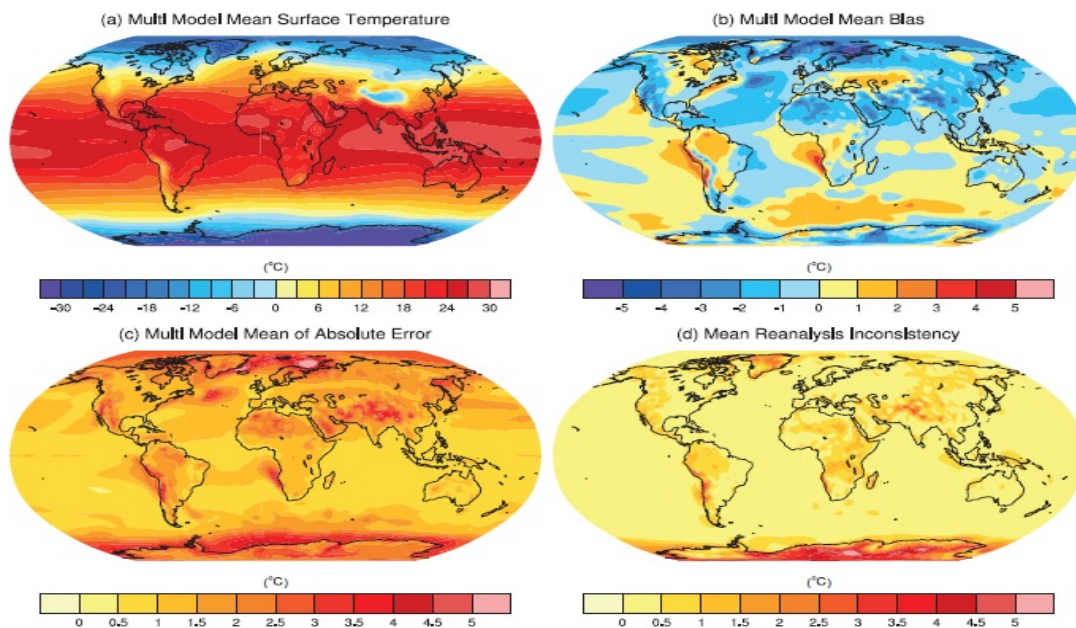 (a) Multi Model Mean Surface Temperature
(b) Multi Model Mean Bias
(°C)
-30 -24 -18 -12 -6 0 6 12 18 24 30
(°C)
-5 -4 -3 -2 -1 0 1 2 3 4 5
(c) Multi Model Mean of Absolute Error
(d) Mean Reanalysis Inconsistency
(°C)
0 0.5 1 1.5 2 2.5 3 3.5 4 4.5 5
(°C)
0 0.5 1 1.5 2 2.5 3 3.5 4 4.5 5